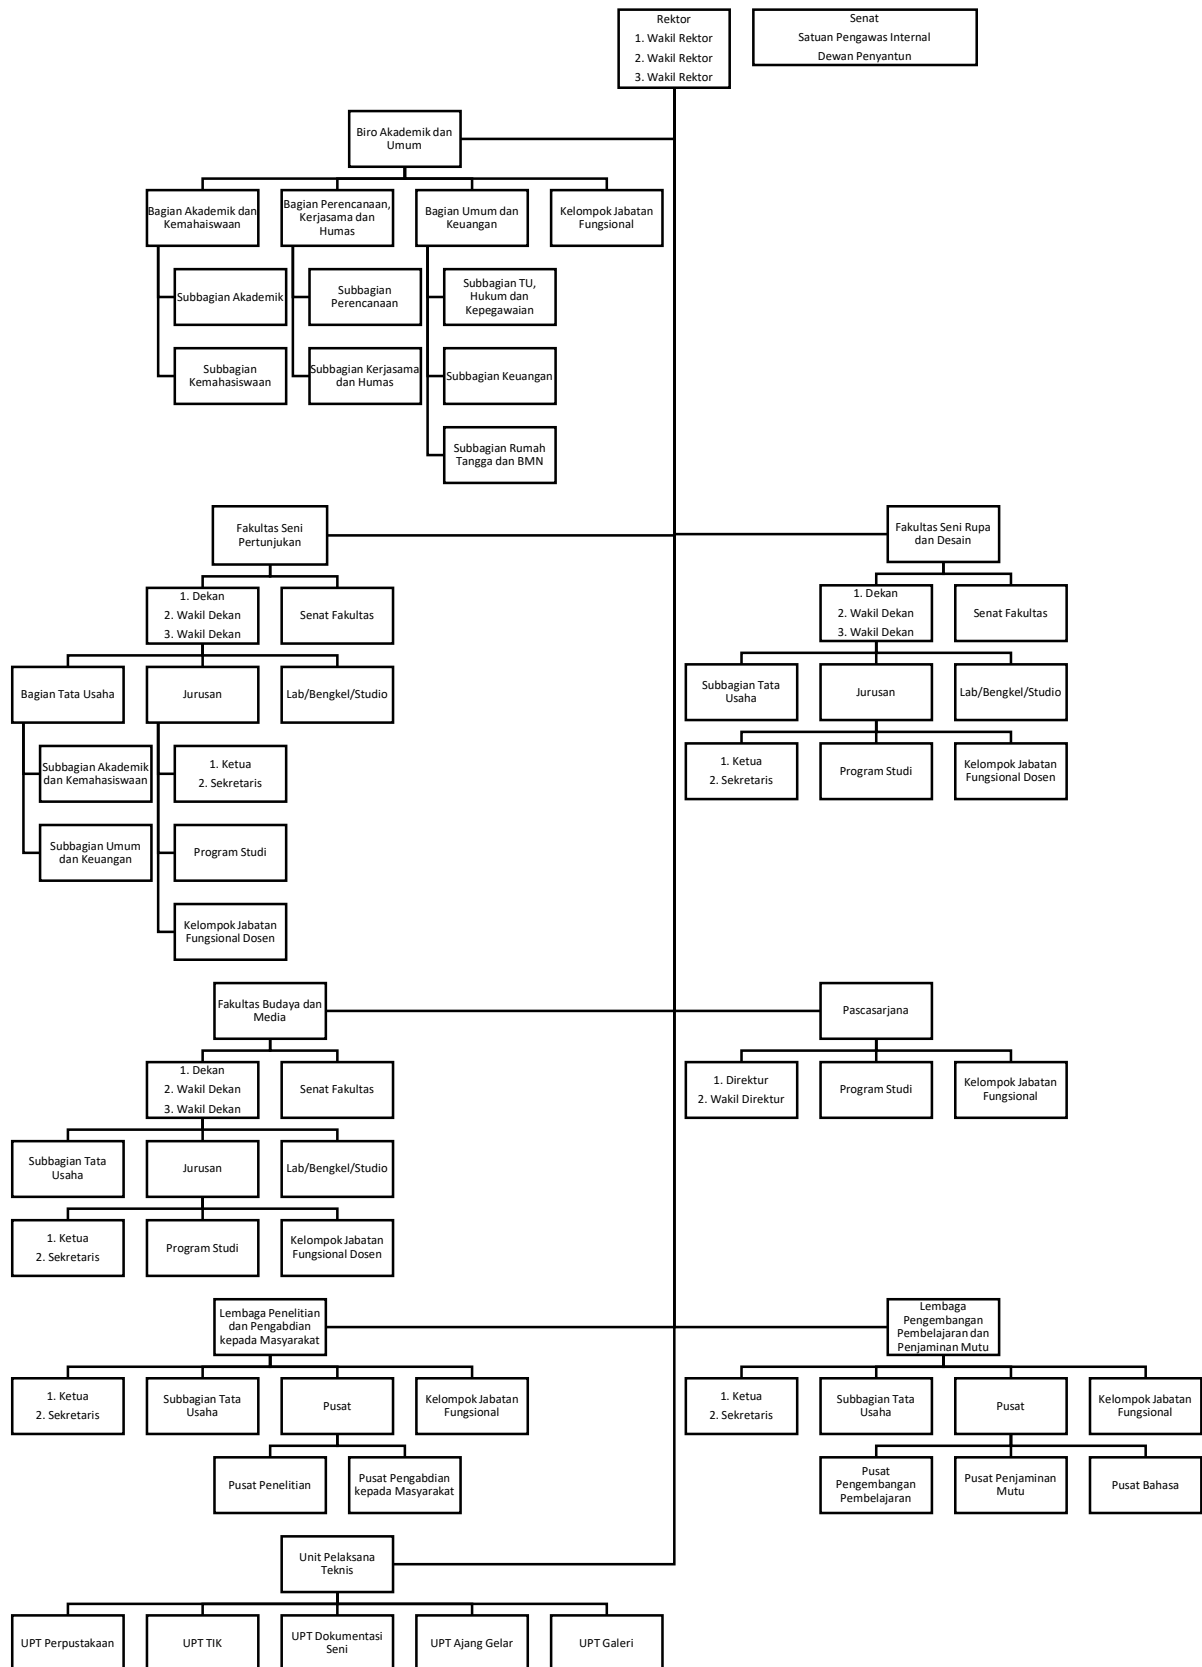 Rektor
1. Wakil Rektor
2. Wakil Rektor
3. Wakil Rektor
Senat
Satuan Pengawas Internal
Dewan Penyantun
Biro Akademik dan
Umum
Bagian Akademik dan
Kemahaiswaan
Bagian Perencanaan,
Kerjasama dan
Humas
Bagian Umum dan
Keuangan
Kelompok Jabatan
Fungsional
Subbagian Akademik
Subbagian
Perencanaan
Subbagian TU,
Hukum dan
Kepegawaian
Subbagian
Kemahasiswaan
Subbagian Kerjasama
dan Humas
Subbagian Keuangan
Subbagian Rumah
Tangga dan BMN
Fakultas Seni
Pertunjukan
Fakultas Seni Rupa
dan Desain
1. Dekan
2. Wakil Dekan
3. Wakil Dekan
Senat Fakultas
1. Dekan
2. Wakil Dekan
3. Wakil Dekan
Senat Fakultas
Bagian Tata Usaha
Jurusan
Lab/Bengkel/Studio
Subbagian Tata
Usaha
Jurusan
Lab/Bengkel/Studio
Subbagian Akademik
dan Kemahasiswaan
1. Ketua
2. Sekretaris
1. Ketua
2. Sekretaris
Program Studi
Kelompok Jabatan
Fungsional Dosen
Subbagian Umum
dan Keuangan
Program Studi
Kelompok Jabatan
Fungsional Dosen
Fakultas Budaya dan
Media
Pascasarjana
1. Dekan
2. Wakil Dekan
3. Wakil Dekan
Senat Fakultas
1. Direktur
2. Wakil Direktur
Program Studi
Kelompok Jabatan
Fungsional
Subbagian Tata
Usaha
Jurusan
Lab/Bengkel/Studio
1. Ketua
2. Sekretaris
Program Studi
Kelompok Jabatan
Fungsional Dosen
Lembaga Penelitian
dan Pengabdian
kepada Masyarakat
Lembaga
Pengembangan
Pembelajaran dan
Penjaminan Mutu
1. Ketua
2. Sekretaris
Subbagian Tata
Usaha
Pusat
Kelompok Jabatan
Fungsional
1. Ketua
2. Sekretaris
Subbagian Tata
Usaha
Pusat
Kelompok Jabatan
Fungsional
Pusat Penelitian
Pusat Pengabdian
kepada Masyarakat
Pusat
Pengembangan
Pembelajaran
Pusat Penjaminan
Mutu
Pusat Bahasa
Unit Pelaksana
Teknis
UPT Perpustakaan
UPT TIK
UPT Dokumentasi
Seni
UPT Ajang Gelar
UPT Galeri